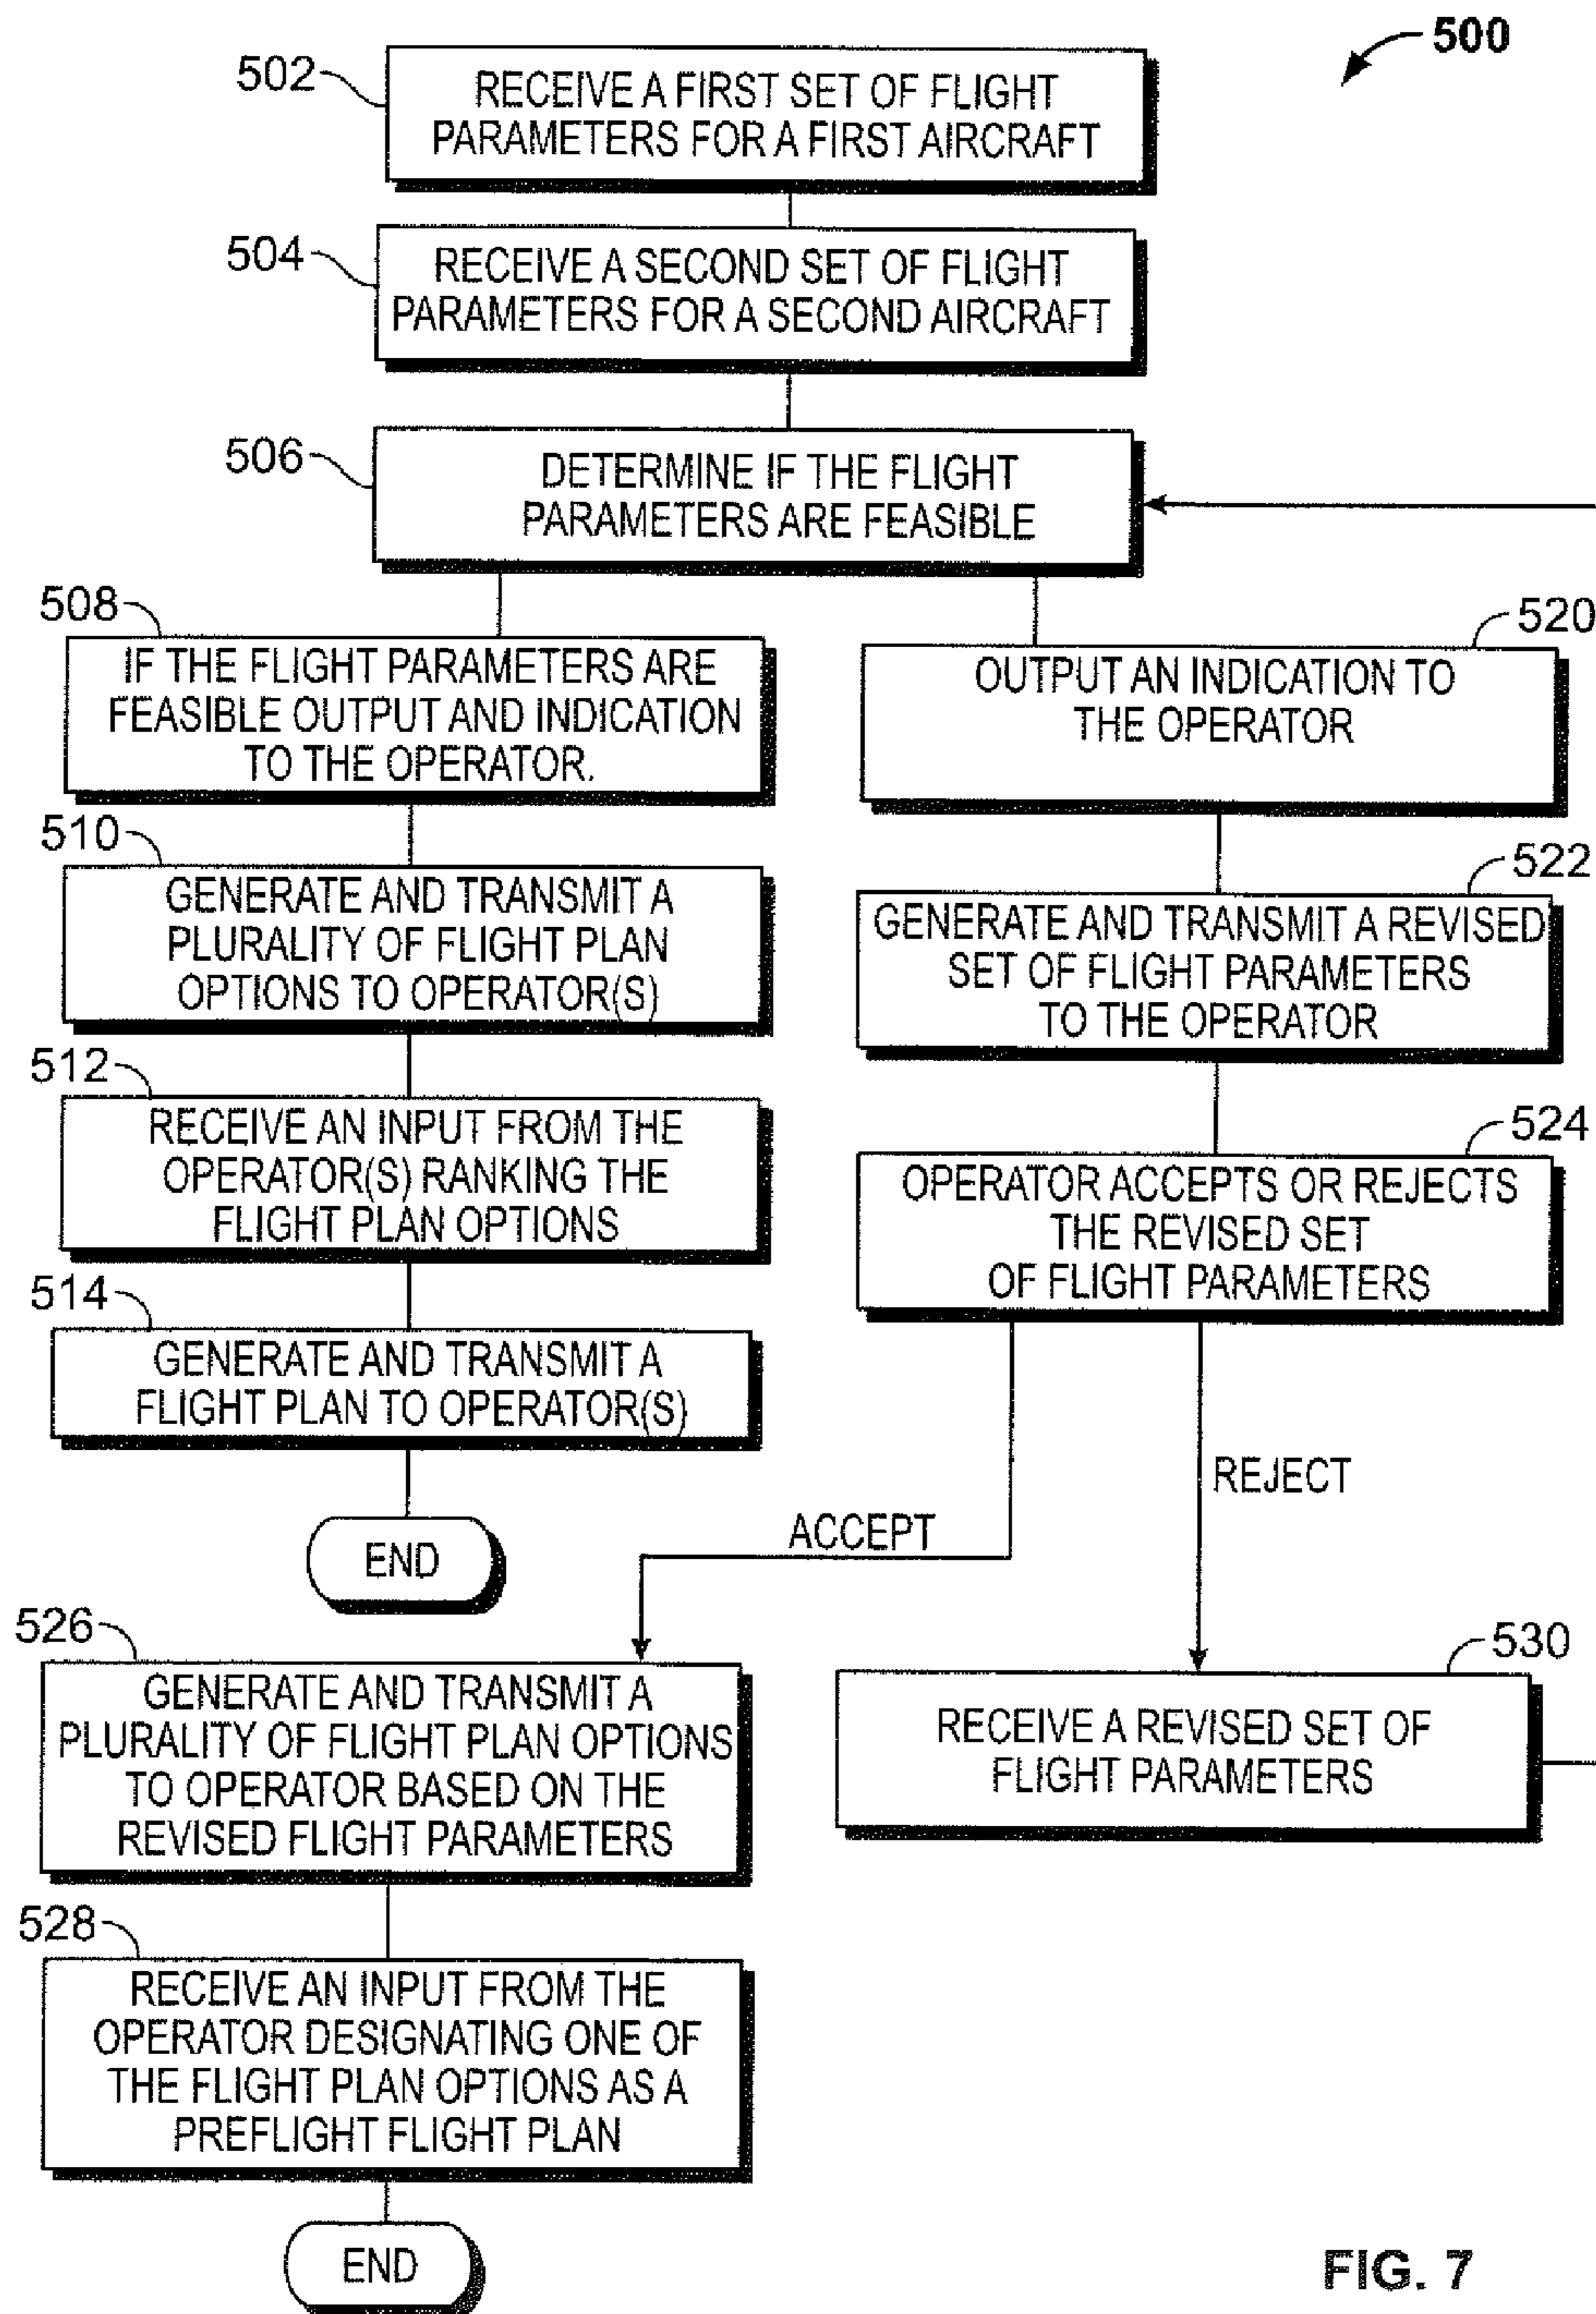 500
502
RECEIVE A FIRST SET OF FLIGHT
PARAMETERS FOR A FIRST AIRCRAFT
504
RECEIVE A SECOND SET OF FLIGHT
PARAMETERS FOR A SECOND AIRCRAFT
506
DETERMINE IF THE FLIGHT
PARAMETERS ARE FEASIBLE
508
IF THE FLIGHT PARAMETERS ARE
FEASIBLE OUTPUT AND INDICATION
TO THE OPERATOR.
510
GENERATE AND TRANSMIT A
PLURALITY OF FLIGHT PLAN
OPTIONS TO OPERATOR(S)
512
RECEIVE AN INPUT FROM THE
OPERATOR(S) RANKING THE
FLIGHT PLAN OPTIONS
514
GENERATE AND TRANSMIT A
FLIGHT PLAN TO OPERATOR(S)
END
520
OUTPUT AN INDICATION TO
THE OPERATOR
522
GENERATE AND TRANSMIT A REVISED
SET OF FLIGHT PARAMETERS
TO THE OPERATOR
524
OPERATOR ACCEPTS OR REJECTS
THE REVISED SET
OF FLIGHT PARAMETERS
ACCEPT
REJECT
526
GENERATE AND TRANSMIT A
PLURALITY OF FLIGHT PLAN OPTIONS
TO OPERATOR BASED ON THE
REVISED FLIGHT PARAMETERS
528
RECEIVE AN INPUT FROM THE
OPERATOR DESIGNATING ONE OF
THE FLIGHT PLAN OPTIONS AS A
PREFLIGHT FLIGHT PLAN
END
530
RECEIVE A REVISED SET OF
FLIGHT PARAMETERS
FIG. 7